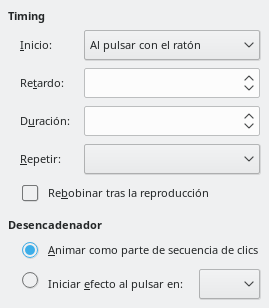 Timing
Inicio: Al pulsar con el ratón
Retardo:
Duración:
Repetir:
Rebobinar tras la reproducción
Desencadenador
Animar como parte de secuencia de clics
Iniciar efecto al pulsar en: